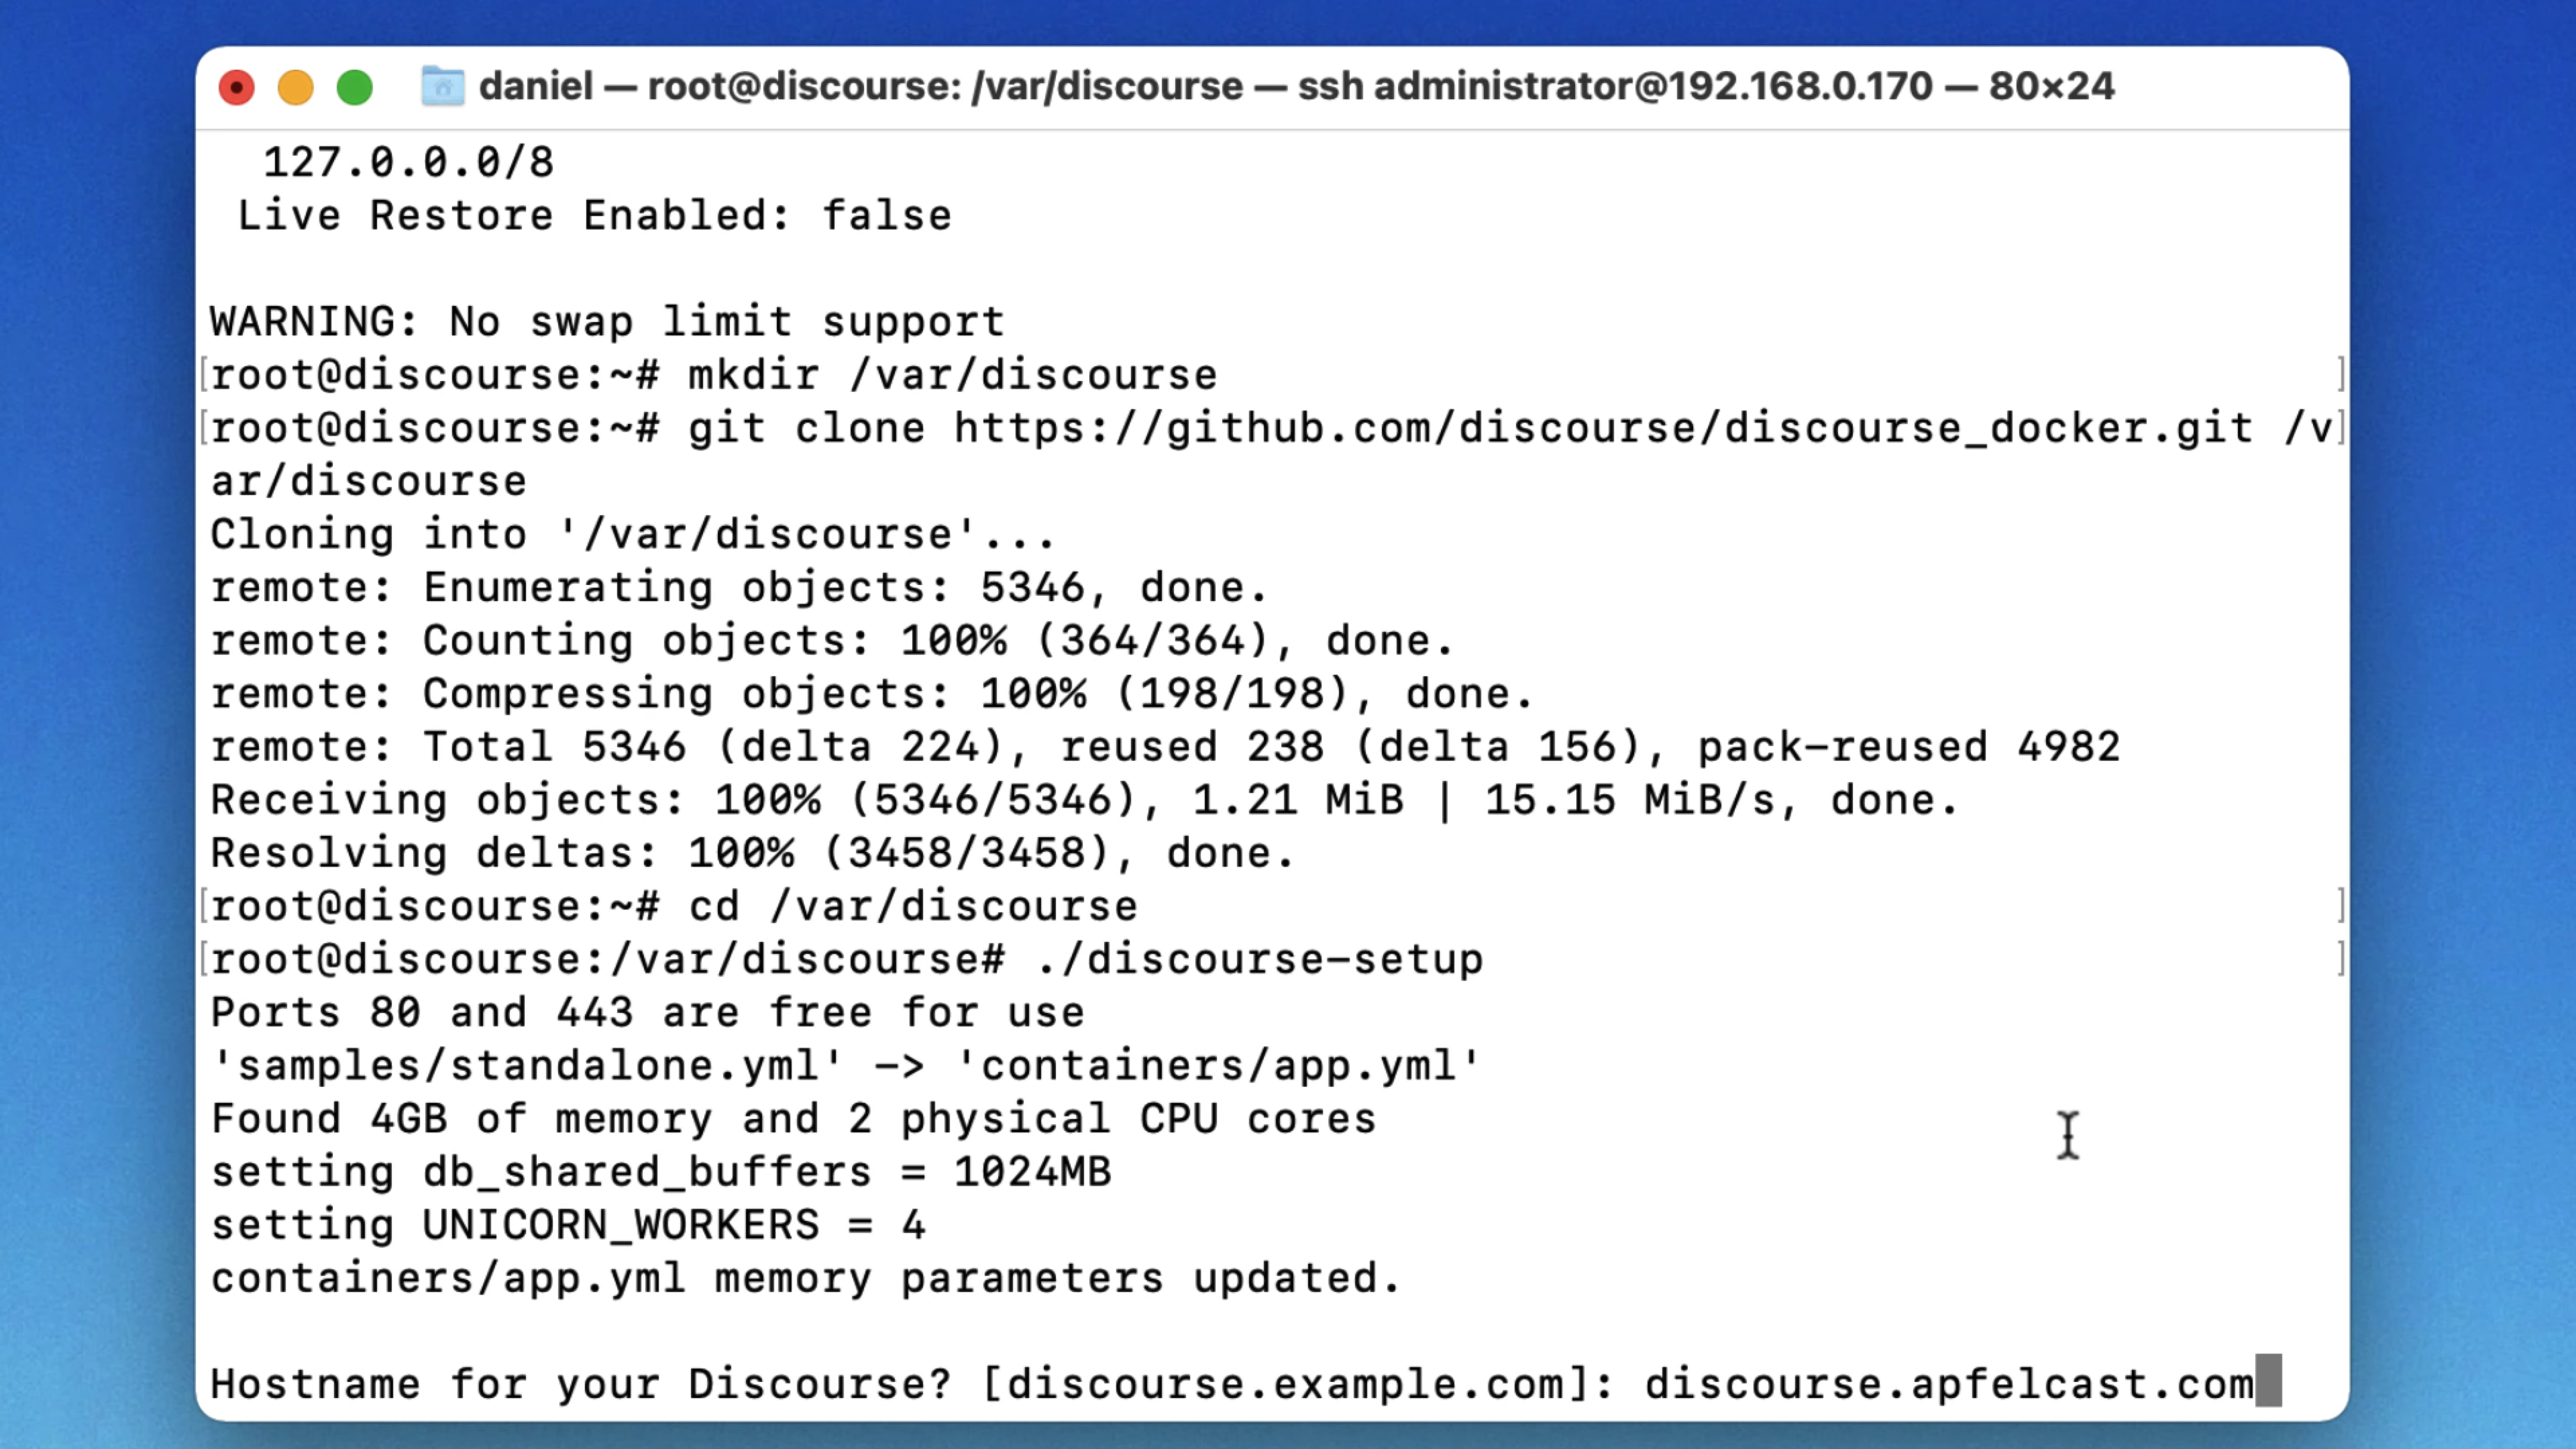 daniel — root@discourse: /var/discourse — ssh administrator@192.168.0.170 — 80×24
127.0.0.0/8
Live Restore Enabled: false
WARNING: No swap limit support
[root@discourse:~# mkdir /var/discourse ]
[root@discourse:~# git clone https://github.com/discourse/discourse_docker.git /v]
ar/discourse
Cloning into '/var/discourse'...
remote: Enumerating objects: 5346, done.
remote: Counting objects: 100% (364/364), done.
remote: Compressing objects: 100% (198/198), done.
remote: Total 5346 (delta 224), reused 238 (delta 156), pack-reused 4982
Receiving objects: 100% (5346/5346), 1.21 MiB | 15.15 MiB/s, done.
Resolving deltas: 100% (3458/3458), done.
[root@discourse:~# cd /var/discourse ]
[root@discourse:/var/discourse# ./discourse-setup ]
Ports 80 and 443 are free for use
'samples/standalone.yml' -> 'containers/app.yml'
Found 4GB of memory and 2 physical CPU cores
setting db_shared_buffers = 1024MB
setting UNICORN_WORKERS = 4
containers/app.yml memory parameters updated.
Hostname for your Discourse? [discourse.example.com]: discourse.apfelcast.com